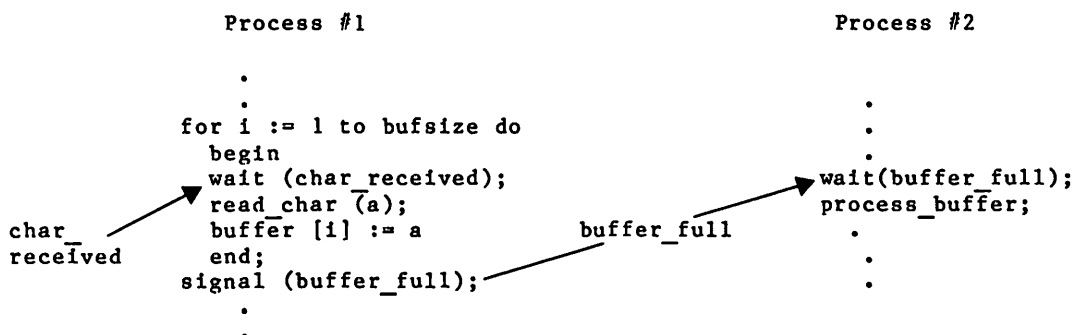 Process #1
Process #2
.
.
for i := 1 to bufsize do
begin
wait (char_received);
read_char (a);
buffer [i] := a
end;
signal (buffer_full);
.
.
char_
received
buffer_full
.
.
.
wait(buffer_full);
process_buffer;
.
.
.